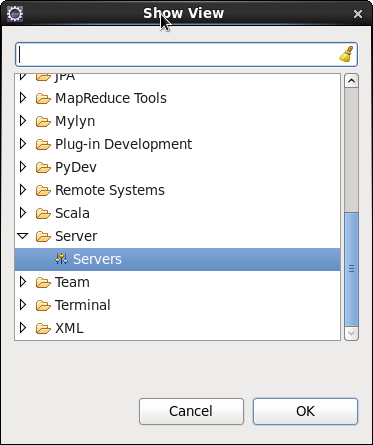 Show View
JPA
MapReduce Tools
Mylyn
Plug-in Development
PyDev
Remote Systems
Scala
Server
Servers
Team
Terminal
XML
Cancel
OK